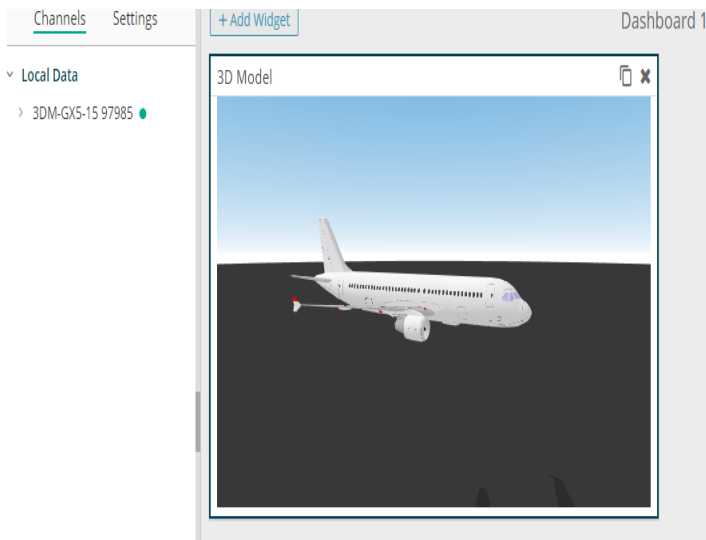 Channels Settings
+ Add Widget
Dashboard 1
Local Data
3DM-GX5-15 97985
3D Model